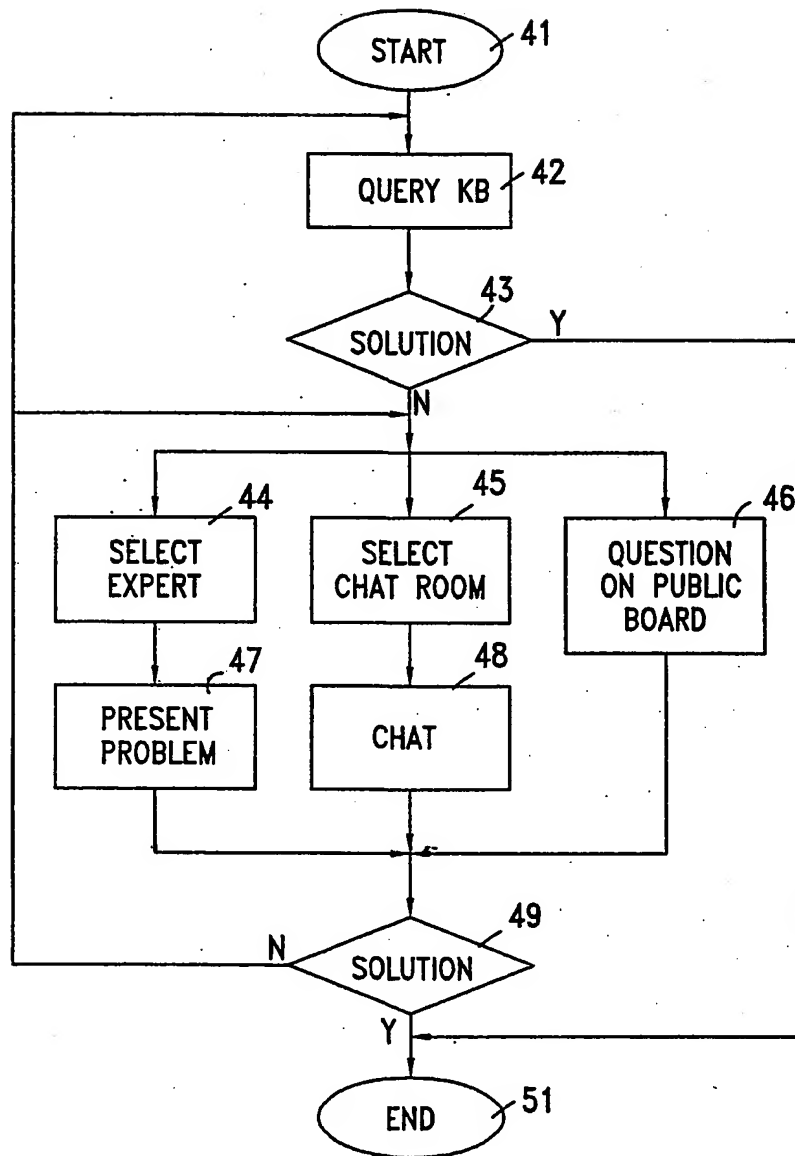 START
41
QUERY KB
42
43
SOLUTION
Y
N
44
SELECT
EXPERT
45
SELECT
CHAT ROOM
46
QUESTION
ON PUBLIC
BOARD
47
PRESENT
PROBLEM
48
CHAT
49
N
SOLUTION
Y
END
51